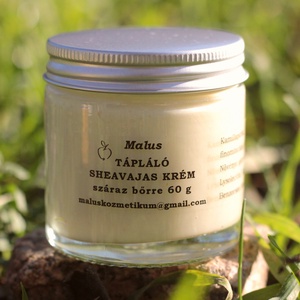 Malus
TÁPLÁLÓ
SHEAVAJAS KRÉM
száraz bőrre 60 g
maluskozmetikum@gmail.com